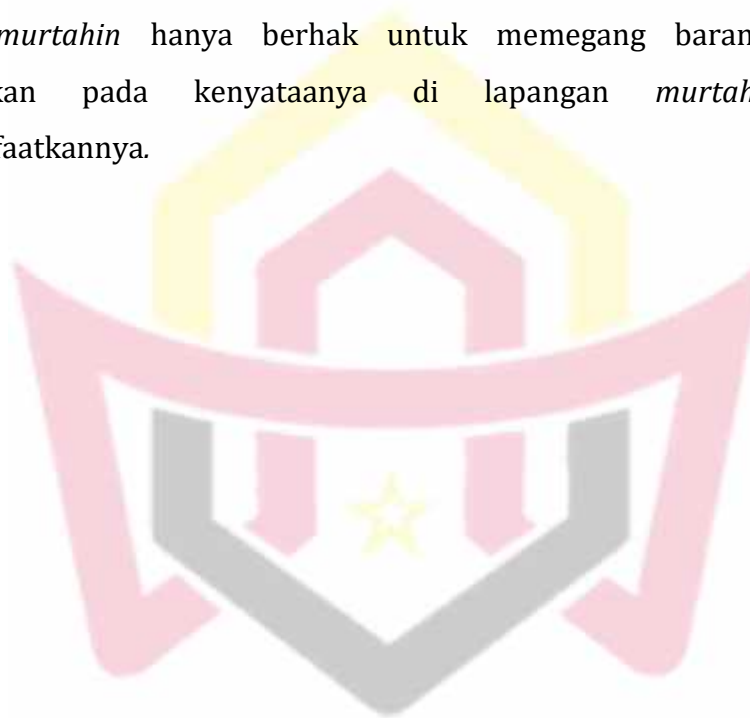 murtahin hanya berhak untuk memegang baran
kan pada kenyataanya di lapangan murtah
faatkannya.